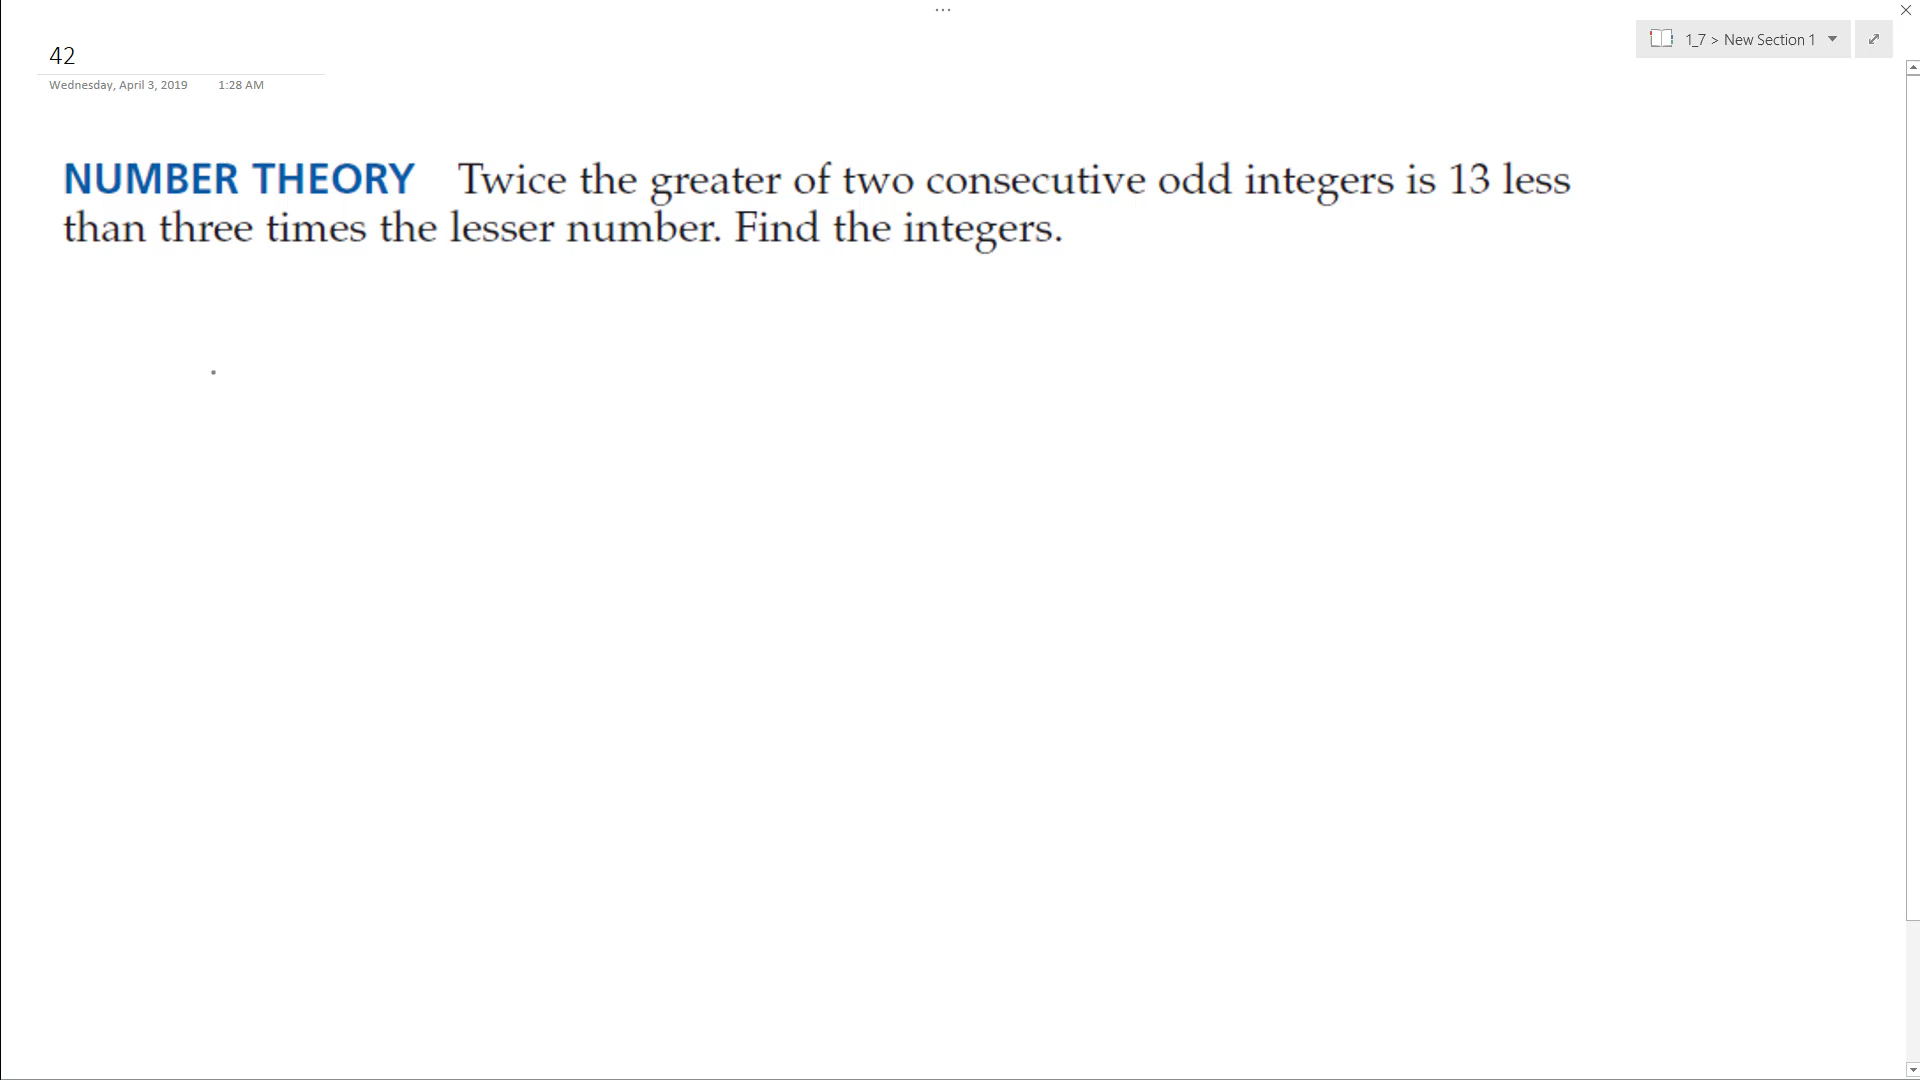 ...
1_7 > New Section 1
42
Wednesday, April 3, 2019 1:28 AM
NUMBER THEORY Twice the greater of two consecutive odd integers is 13 less
than three times the lesser number. Find the integers.